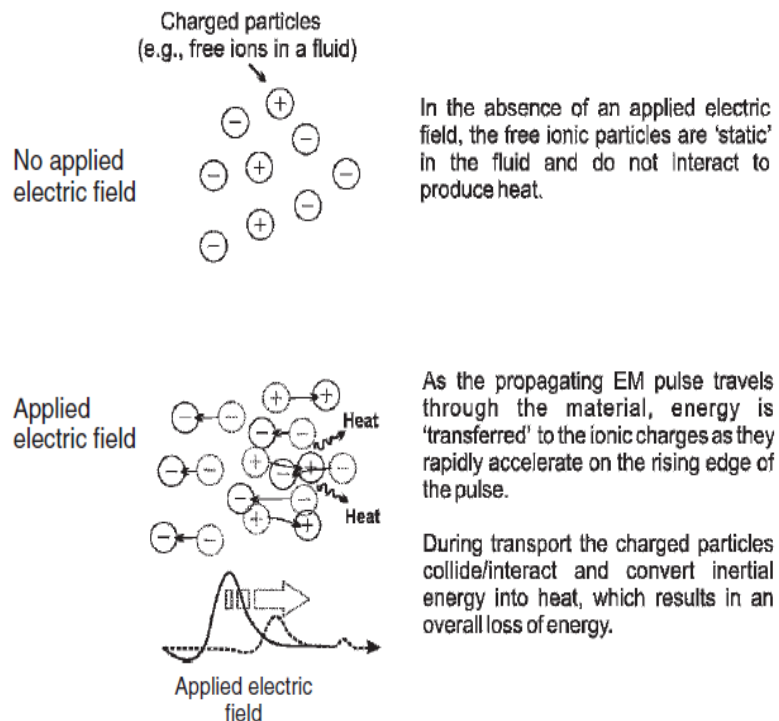 Charged particles
(e.g., free ions in a fluid)
No applied
electric field
In the absence of an applied electric
field, the free ionic particles are ‘static’
in the fluid and do not interact to
produce heat.
Applied
electric field
Heat
Heat
As the propagating EM pulse travels
through the material, energy is
‘transferred’ to the ionic charges as they
rapidly accelerate on the rising edge of
the pulse.
During transport the charged particles
collide/interact and convert inertial
energy into heat, which results in an
overall loss of energy.
Applied electric
field